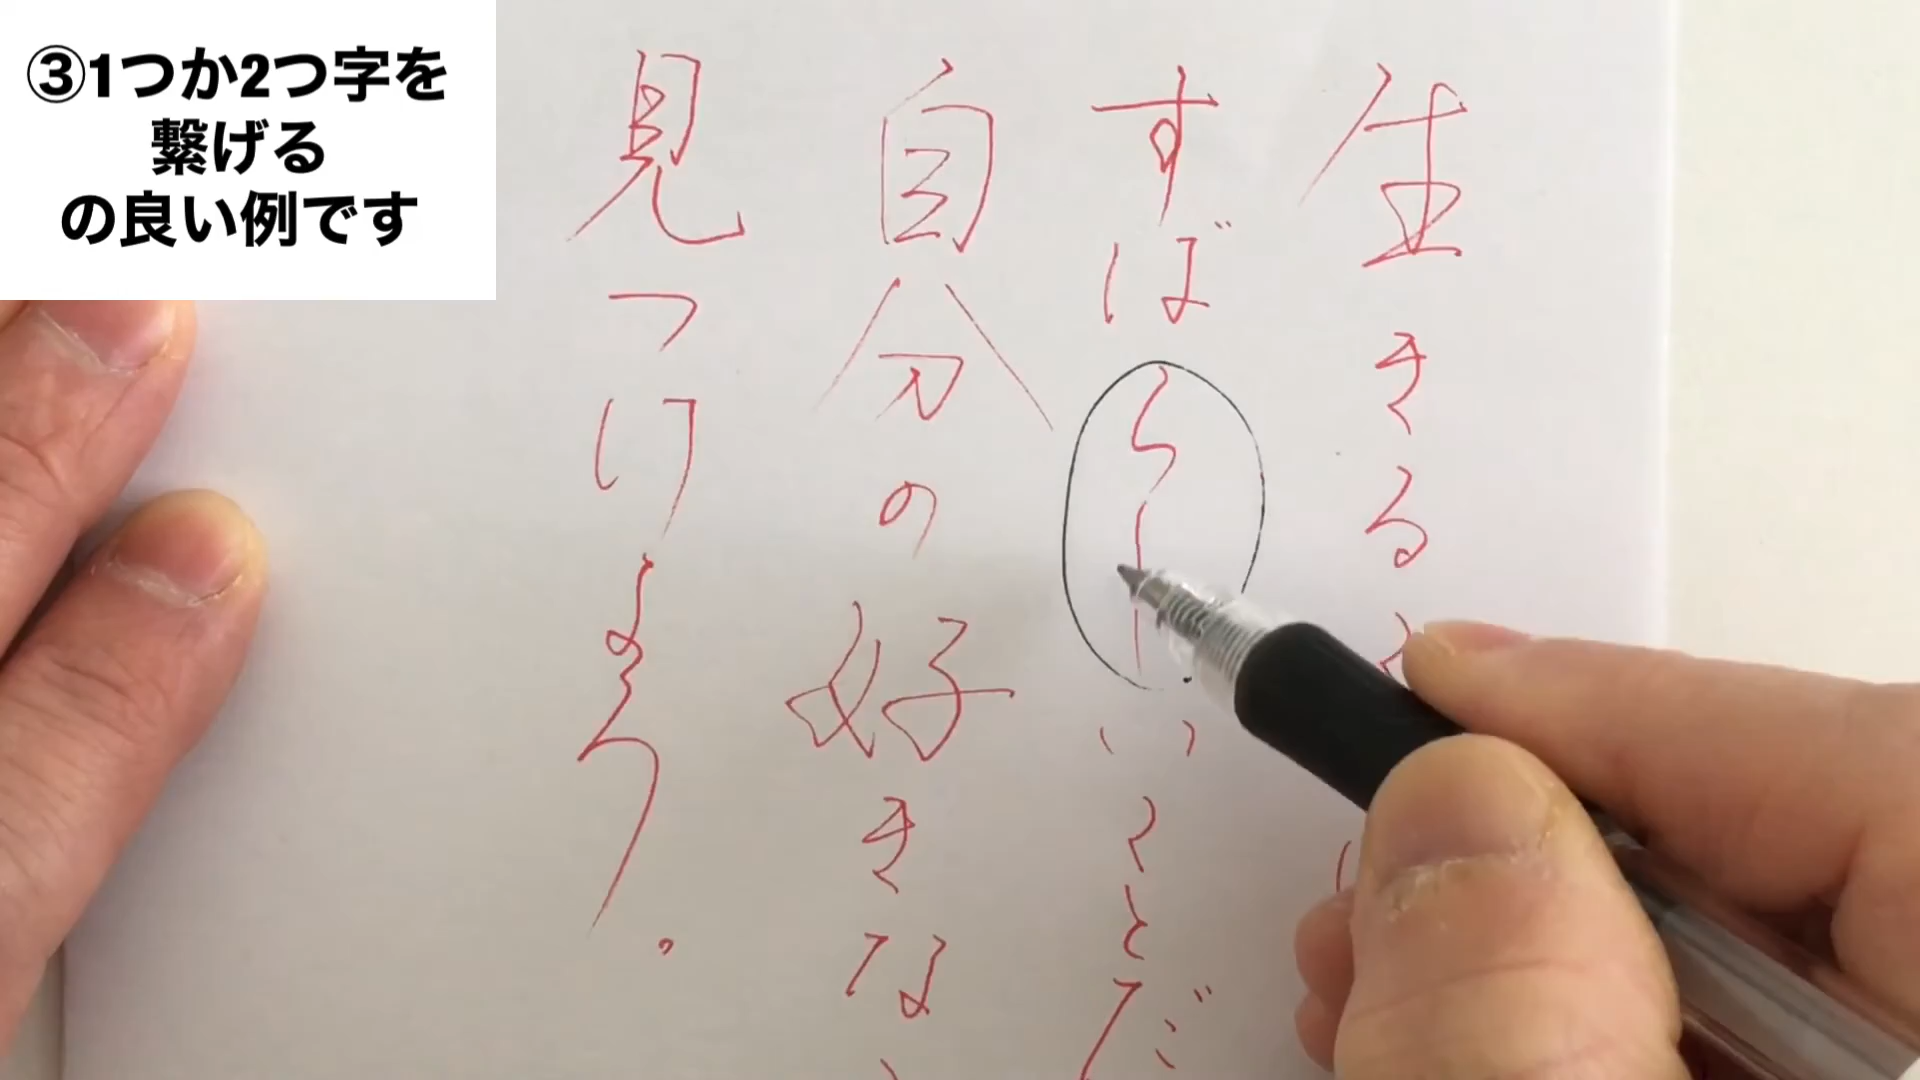 ③1つか2つ字を
繋げる
の良い例です
生きる
すばらしいことだ
自分の好きな
見つけよう。